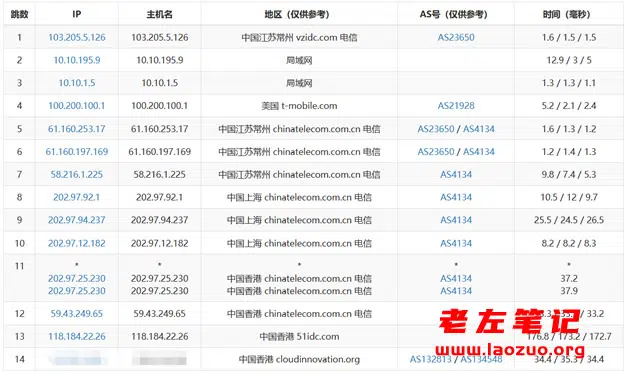 跳数 IP 主机名 地区（仅供参考） AS号（仅供参考） 时间（毫秒）
1 103.205.5.126 103.205.5.126 中国江苏常州 vzidc.com 电信 AS23650 1.6 / 1.5 / 1.5
2 10.10.195.9 10.10.195.9 局域网 12.9 / 3 / 5
3 10.10.1.5 10.10.1.5 局域网 1.3 / 1.3 / 1.1
4 100.200.100.1 100.200.100.1 美国 t-mobile.com AS21928 5.2 / 2.1 / 2.4
5 61.160.253.17 61.160.253.17 中国江苏常州 chinatelecom.com.cn 电信 AS23650 / AS4134 1.6 / 1.3 / 1.2
6 61.160.197.169 61.160.197.169 中国江苏常州 chinatelecom.com.cn 电信 AS23650 / AS4134 1.2 / 1.4 / 1.3
7 58.216.1.225 58.216.1.225 中国江苏常州 chinatelecom.com.cn 电信 AS4134 9.8 / 7.4 / 5.3
8 202.97.92.1 202.97.92.1 中国上海 chinatelecom.com.cn 电信 AS4134 10.5 / 12 / 9.7
9 202.97.94.237 202.97.94.237 中国上海 chinatelecom.com.cn 电信 AS4134 25.5 / 24.5 / 26.5
10 202.97.12.182 202.97.12.182 中国上海 chinatelecom.com.cn 电信 AS4134 8.2 / 8.2 / 8.3
11 * * * * *
202.97.25.230 202.97.25.230 中国香港 chinatelecom.com.cn 电信 AS4134 37.2
202.97.25.230 202.97.25.230 中国香港 chinatelecom.com.cn 电信 AS4134 37.9
12 59.43.249.65 59.43.249.65 中国香港 chinatelecom.com.cn 电信 / 33.2
13 118.184.22.26 118.184.22.26 中国香港 51idc.com 176.8 / 173.2 / 172.7
14 中国香港 cloudinnovation.org AS132813 / AS134548 34.4 / 35.3 / 34.4
老左笔记
www.laozuo.org